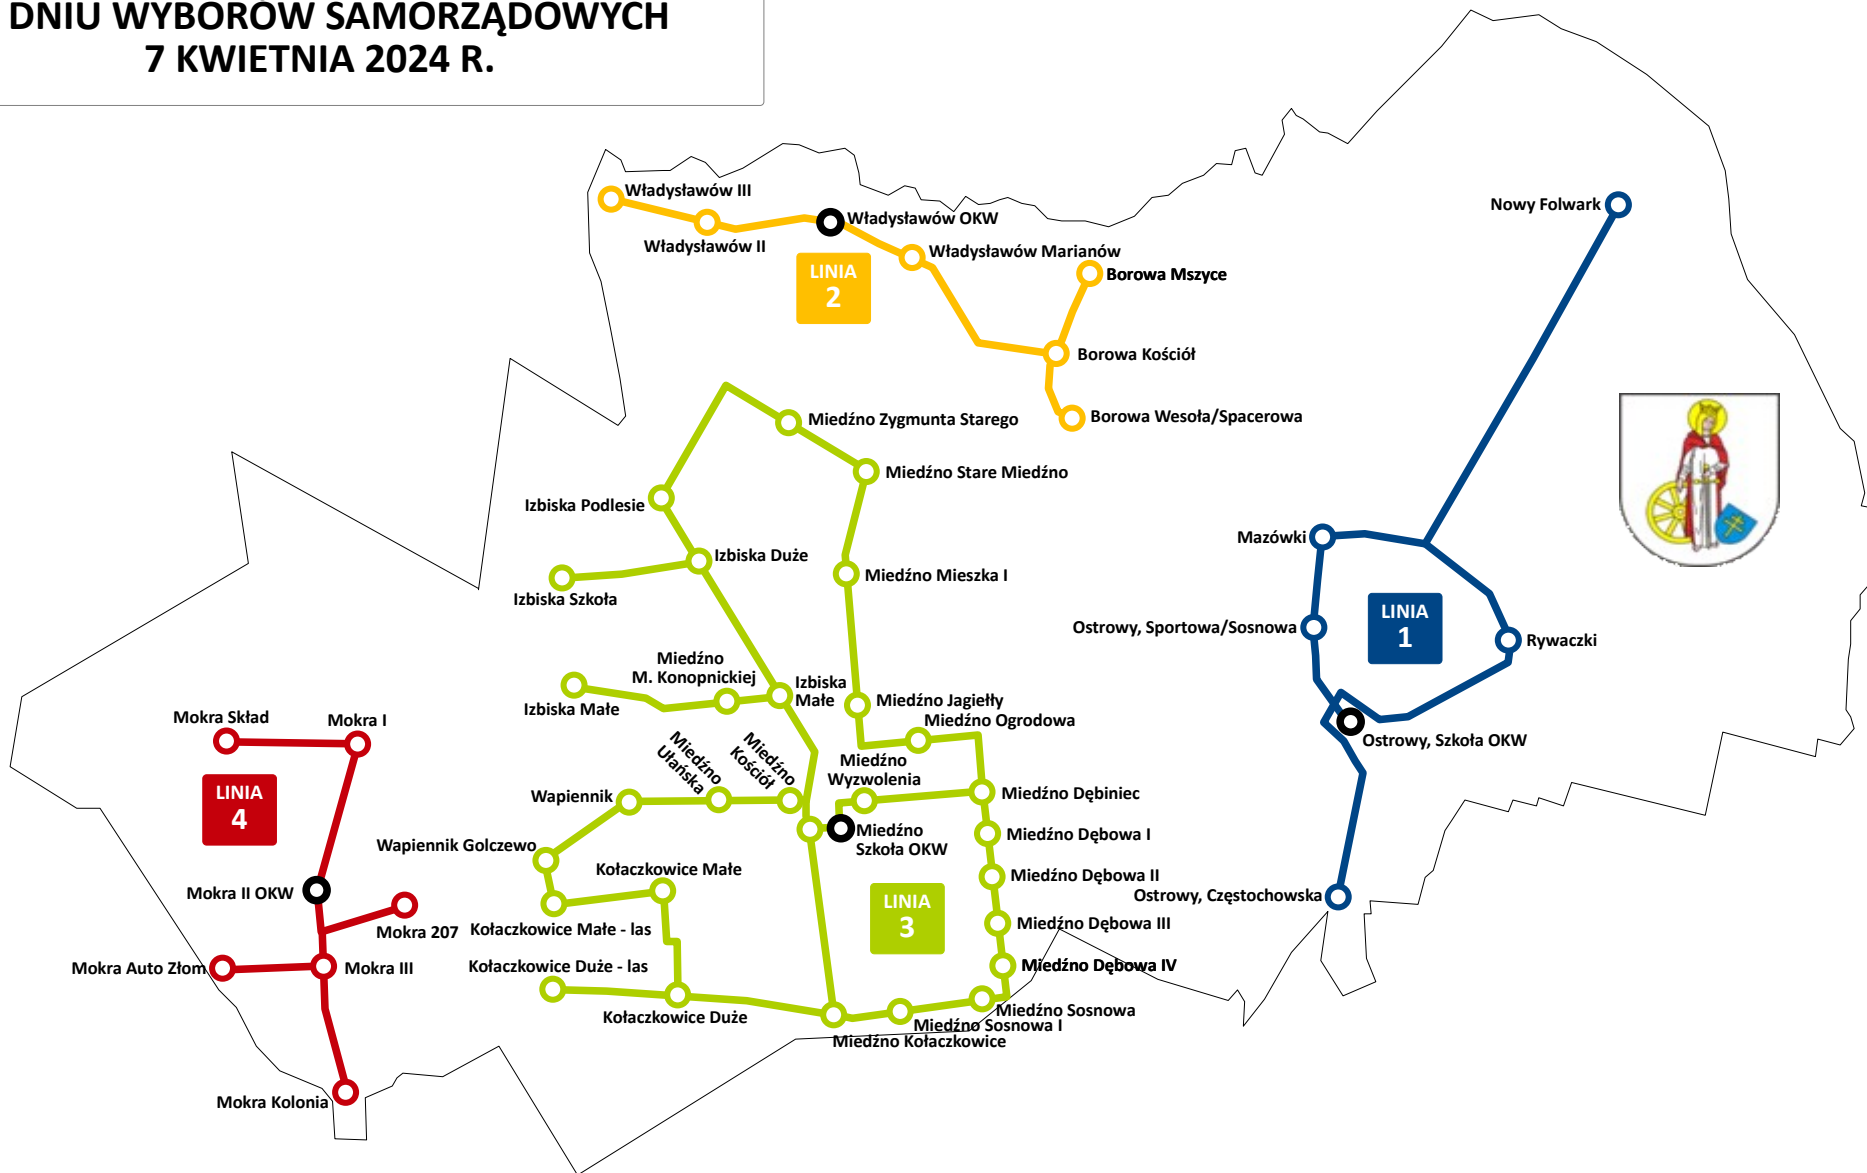 DNIU WYBORÓW SAMORZĄDOWYCH
7 KWIETNIA 2024 R.
Władysławów III
Władysławów II
Władysławów OKW
Władysławów Marianów
LINIA
2
Borowa Mszyce
Borowa Kościół
Borowa Wesoła/Spacerowa
Nowy Folwark
Mazówki
Ostrowy, Sportowa/Sosnowa
LINIA
1
Rywaczki
Ostrowy, Szkoła OKW
Ostrowy, Częstochowska
Miedźno Zygmunta Starego
Miedźno Stare Miedźno
Izbiska Podlesie
Izbiska Duże
Izbiska Szkoła
Miedźno Mieszka I
Miedźno
M. Konopnickiej
Izbiska
Małe
Izbiska Małe
Miedźno Jagiełły
Miedźno Ogrodowa
Miedźno
Ułańska
Miedźno
Kościół
Miedźno
Wyzwolenia
Wapiennik
Miedźno Dębiniec
Wapiennik Golczewo
Miedźno
Szkoła OKW
Miedźno Dębowa I
Kołaczkowice Małe
Miedźno Dębowa II
LINIA
3
Kołaczkowice Małe - las
Miedźno Dębowa III
Kołaczkowice Duże - las
Miedźno Dębowa IV
Kołaczkowice Duże
Miedźno Sosnowa
Miedźno Sosnowa I
Miedźno Kołaczkowice
Mokra Skład
Mokra I
LINIA
4
Mokra II OKW
Mokra 207
Mokra Auto Złom
Mokra III
Mokra Kolonia